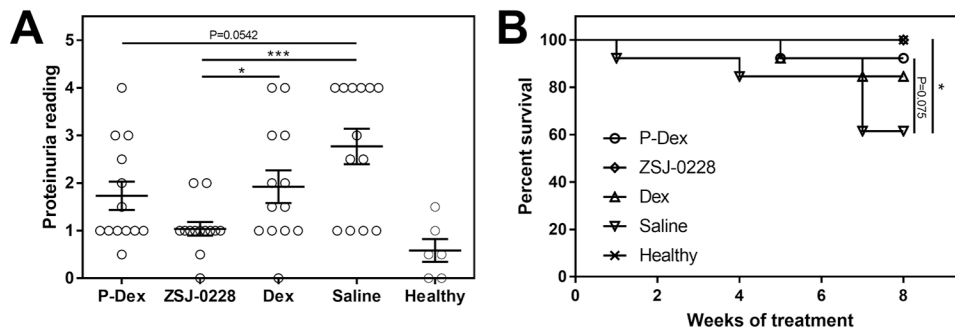 A
Proteinuria reading
5
4
3
2
1
0
P=0.0542
***
*
P-Dex
ZSJ-0228
Dex
Saline
Healthy
B
Percent survival
100
80
60
40
20
0
P-Dex
ZSJ-0228
Dex
Saline
Healthy
P=0.075
*
0
2
4
6
8
Weeks of treatment